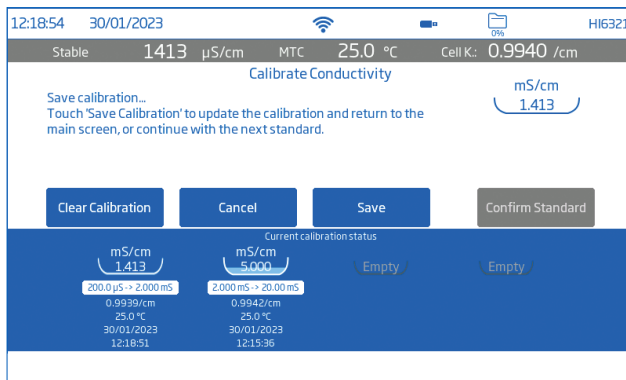 12:18:54 30/01/2023 0% HI6321
Stable 1413 µS/cm MTC 25.0 °C Cell K.: 0.9940 /cm
Calibrate Conductivity
mS/cm
1.413
Save calibration...
Touch 'Save Calibration' to update the calibration and return to the
main screen, or continue with the next standard.
Clear Calibration Cancel Save Confirm Standard
Current calibration status
mS/cm mS/cm
1.413 5.000 Empty Empty
200.0 µS -> 2.000 mS 2.000 mS -> 20.00 mS
0.9939/cm 0.9942/cm
25.0 °C 25.0 °C
30/01/2023 30/01/2023
12:18:51 12:15:36